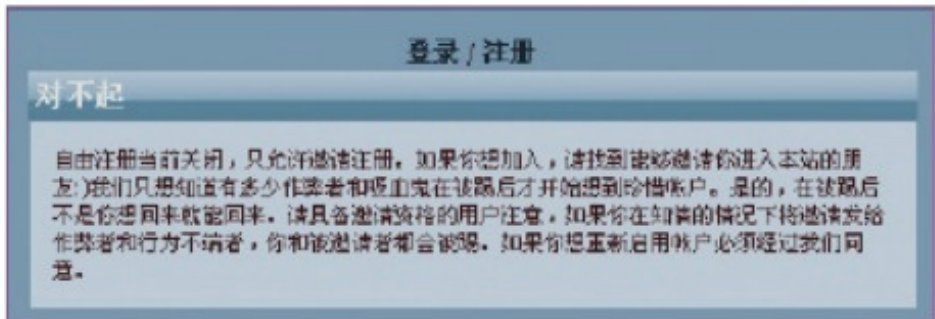 登录 / 注册
对不起
自由注册当前关闭，只允许邀请注册。如果你想加入，请找到能够邀请你进入本站的朋
友:)我们只想知道有多少作弊者和吸血鬼在被踢后才开始想到珍惜帐户。是的，在被踢后
不是你想回来就能回来。请具备邀请资格的用户注意，如果你在知情的情况下将邀请发给
作弊者和行为不端者，你和被邀请者都会被踢。如果你想重新启用帐户必须经过我们同
意。